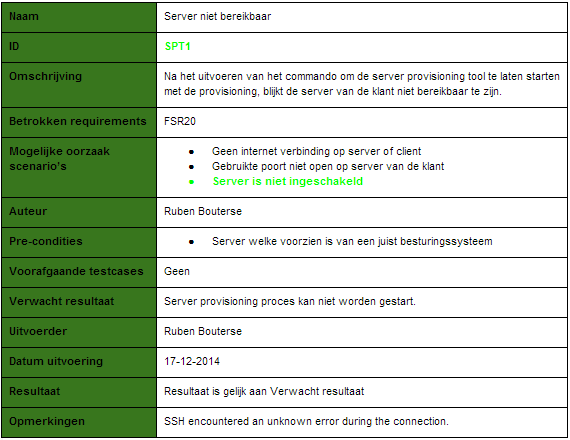 Naam
Server niet bereikbaar
ID
SPT1
Omschrijving
Na het uitvoeren van het commando om de server provisioning tool te laten starten
met de provisioning, blijkt de server van de klant niet bereikbaar te zijn.
Betrokken requirements
FSR20
Mogelijke oorzaak
scenario's
● Geen internet verbinding op server of client
● Gebruikte poort niet open op server van de klant
● Server is niet ingeschakeld
Auteur
Ruben Bouterse
Pre-condities
● Server welke voorzien is van een juist besturingssysteem
Voorafgaande testcases
Geen
Verwacht resultaat
Server provisioning proces kan niet worden gestart.
Uitvoerder
Ruben Bouterse
Datum uitvoering
17-12-2014
Resultaat
Resultaat is gelijk aan Verwacht resultaat
Opmerkingen
SSH encountered an unknown error during the connection.